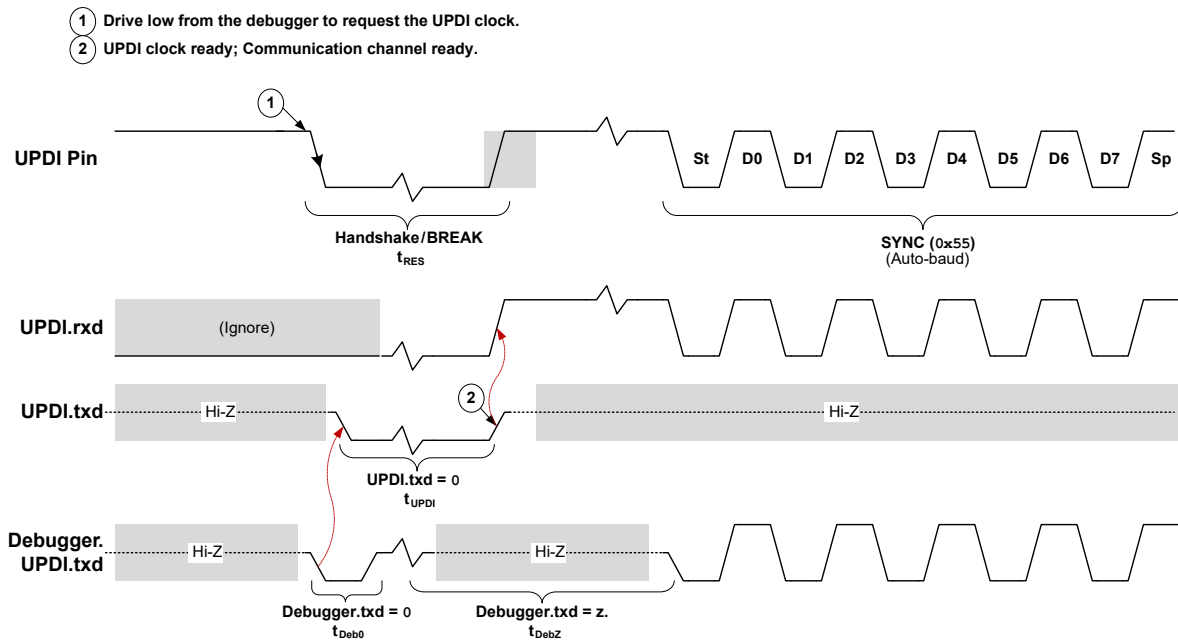 1 Drive low from the debugger to request the UPDI clock.
2 UPDI clock ready; Communication channel ready.
1
UPDI Pin
St D0 D1 D2 D3 D4 D5 D6 D7 Sp
Handshake/BREAK
tRES
SYNC (0x55)
(Auto-baud)
UPDI.rxd
(Ignore)
2
UPDI.txd
Hi-Z
Hi-Z
UPDI.txd = 0
tUPDI
Debugger.
UPDI.txd
Hi-Z
Hi-Z
Debugger.txd = 0
tDeb0
Debugger.txd = z.
tDebZ